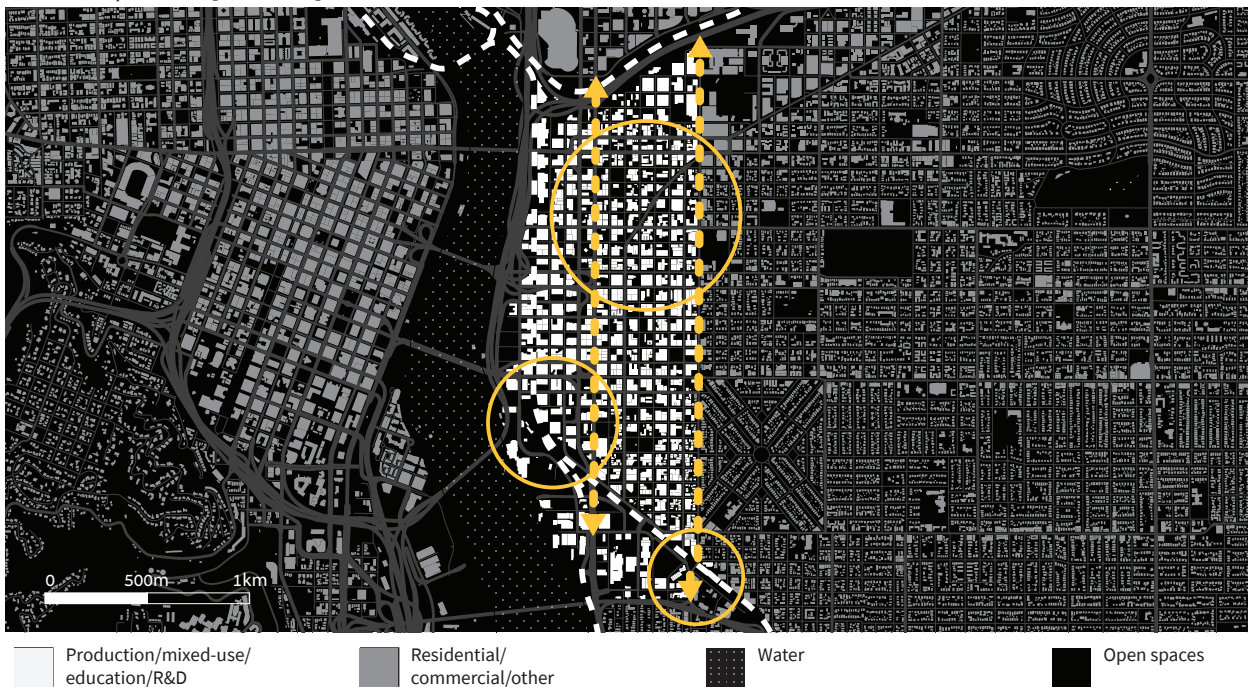 0 500m 1km
Production/mixed-use/
education/R&D
Residential/
commercial/other
Water
Open spaces